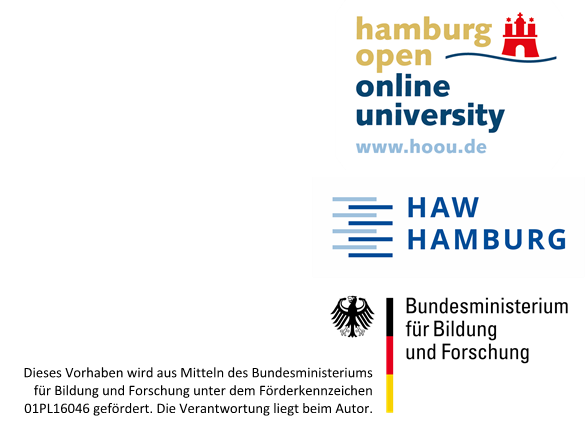 hamburg
open
online
university
www.hoou.de
HAW
HAMBURG
Bundesministerium
für Bildung
und Forschung
Dieses Vorhaben wird aus Mitteln des Bundesministeriums
für Bildung und Forschung unter dem Förderkennzeichen
01PL16046 gefördert. Die Verantwortung liegt beim Autor.